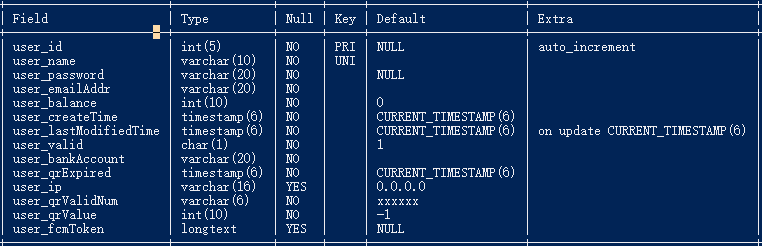 Field Type Null Key Default Extra
user_id int(5) NO PRI NULL auto_increment
user_name varchar(10) NO UNI
user_password varchar(20) NO NULL
user_emailAddr varchar(20) NO
user_balance int(10) NO 0
user_createTime timestamp(6) NO CURRENT_TIMESTAMP(6)
user_lastModifiedTime timestamp(6) NO CURRENT_TIMESTAMP(6) on update CURRENT_TIMESTAMP(6)
user_valid char(1) NO 1
user_bankAccount varchar(20) NO
user_qrExpired timestamp(6) NO CURRENT_TIMESTAMP(6)
user_ip varchar(16) YES 0.0.0.0
user_qrValidNum varchar(6) NO xxxxxx
user_qrValue int(10) NO -1
user_fcmToken longtext YES NULL